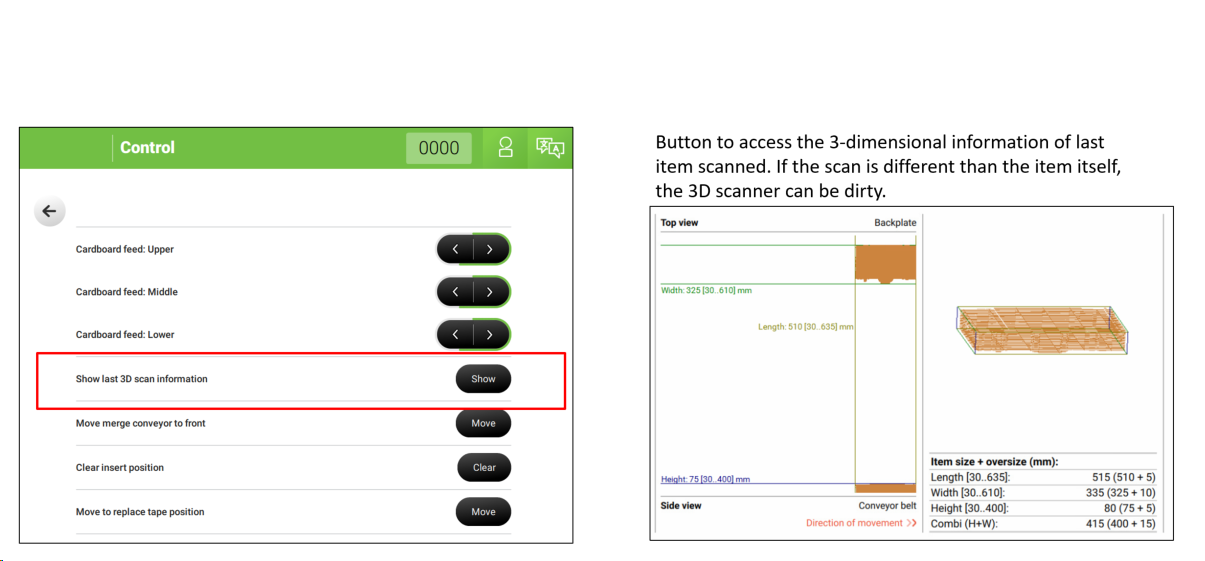 Control
0000
Cardboard feed: Upper
Cardboard feed: Middle
Cardboard feed: Lower
Show last 3D scan information Show
Move merge conveyor to front Move
Clear insert position Clear
Move to replace tape position Move
Button to access the 3-dimensional information of last
item scanned. If the scan is different than the item itself,
the 3D scanner can be dirty.
Top view Backplate
Width: 325 [30..610] mm
Length: 510 [30..635] mm
Height: 75 [30..400] mm
Side view Conveyor belt
Direction of movement >>
Item size + oversize (mm):
Length [30..635]: 515 (510 + 5)
Width [30..610]: 335 (325 + 10)
Height [30..400]: 80 (75 + 5)
Combi (H+W): 415 (400 + 15)